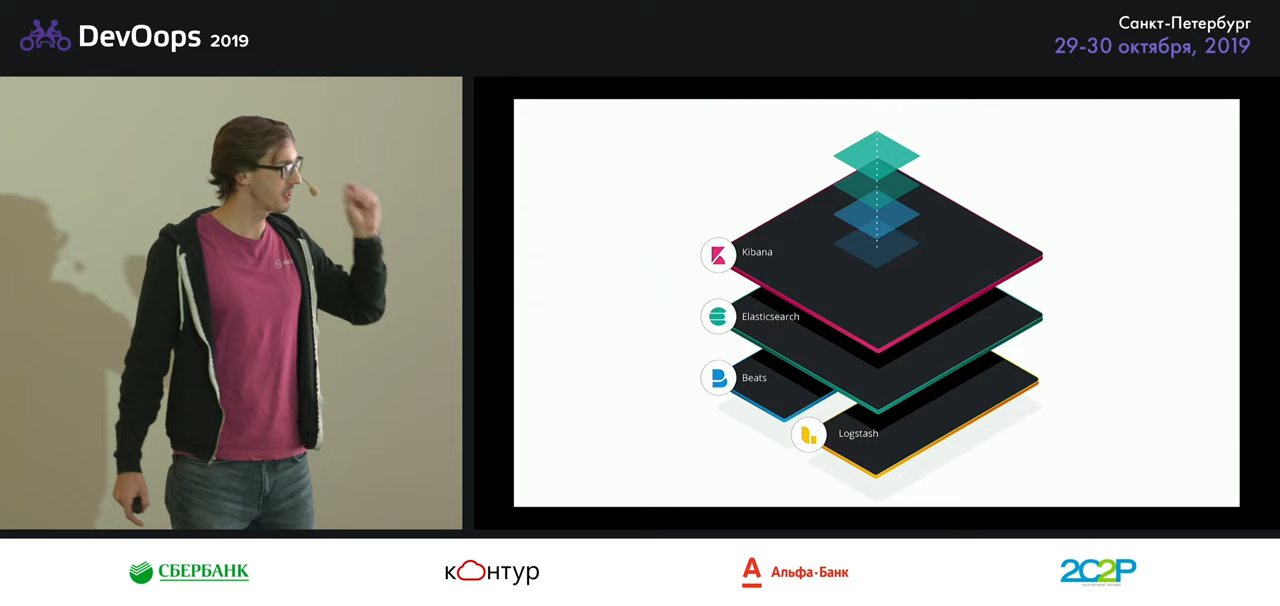 DevOops 2019
Санкт-Петербург
29-30 октября, 2019
Kibana
Elasticsearch
Beats
Logstash
СБЕРБАНК
кОнтур
Альфа·Банк
2C2P